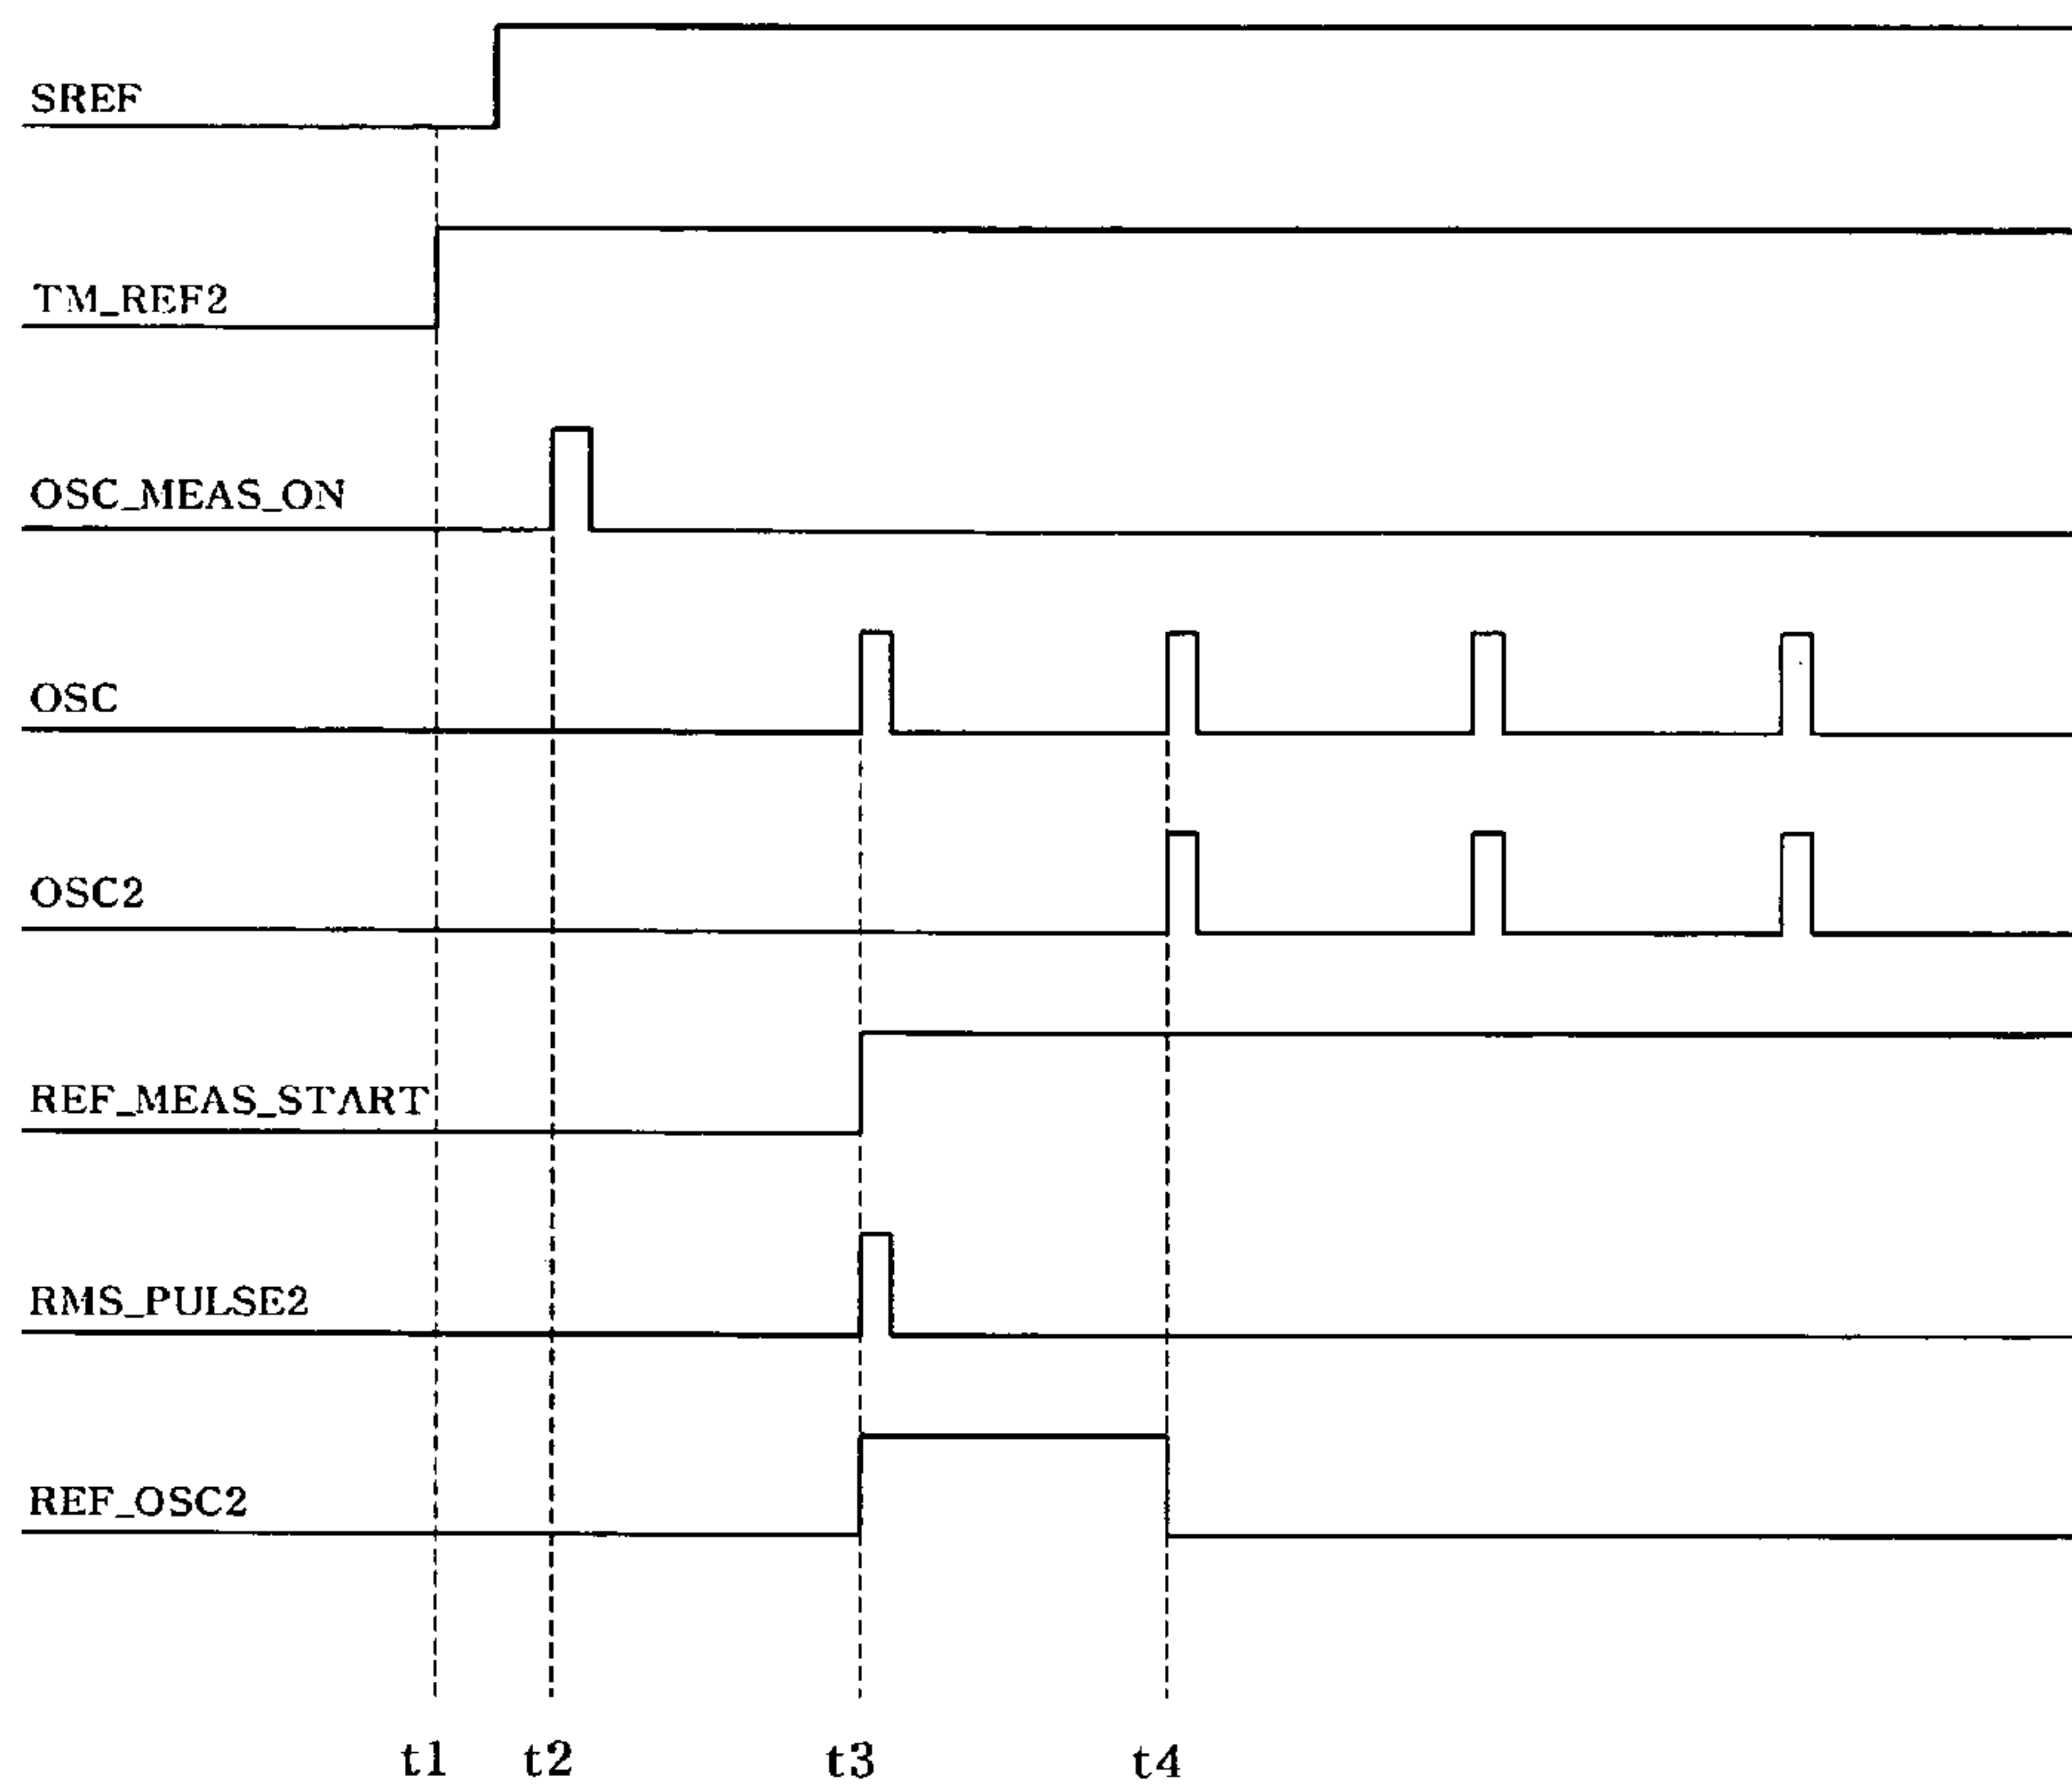 SREF
TM_REF2
OSC_MEAS_ON
OSC
OSC2
REF_MEAS_START
RMS_PULSE2
REF_OSC2
t1 t2 t3 t4